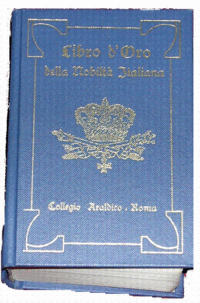 Libro d'Oro
della Nobiltà Italiana
Collegio Araldico - Roma